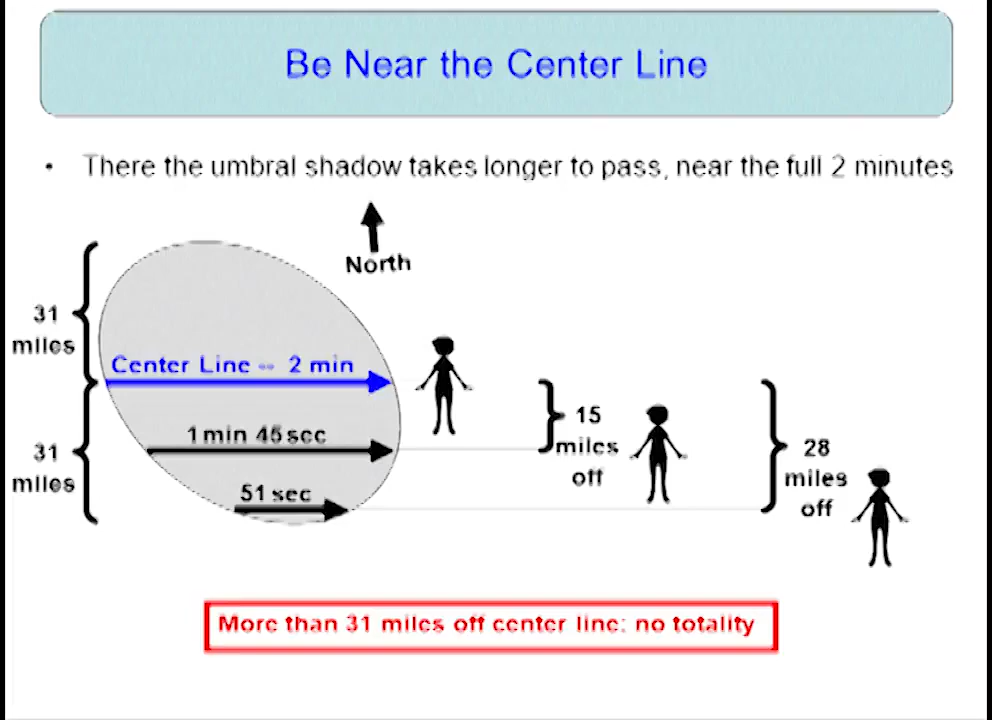 Be Near the Center Line
• There the umbral shadow takes longer to pass, near the full 2 minutes
North
31
miles
Center Line -- 2 min
1 min 45 sec
15
miles
off
31
miles
28
miles
off
51 sec
More than 31 miles off center line: no totality